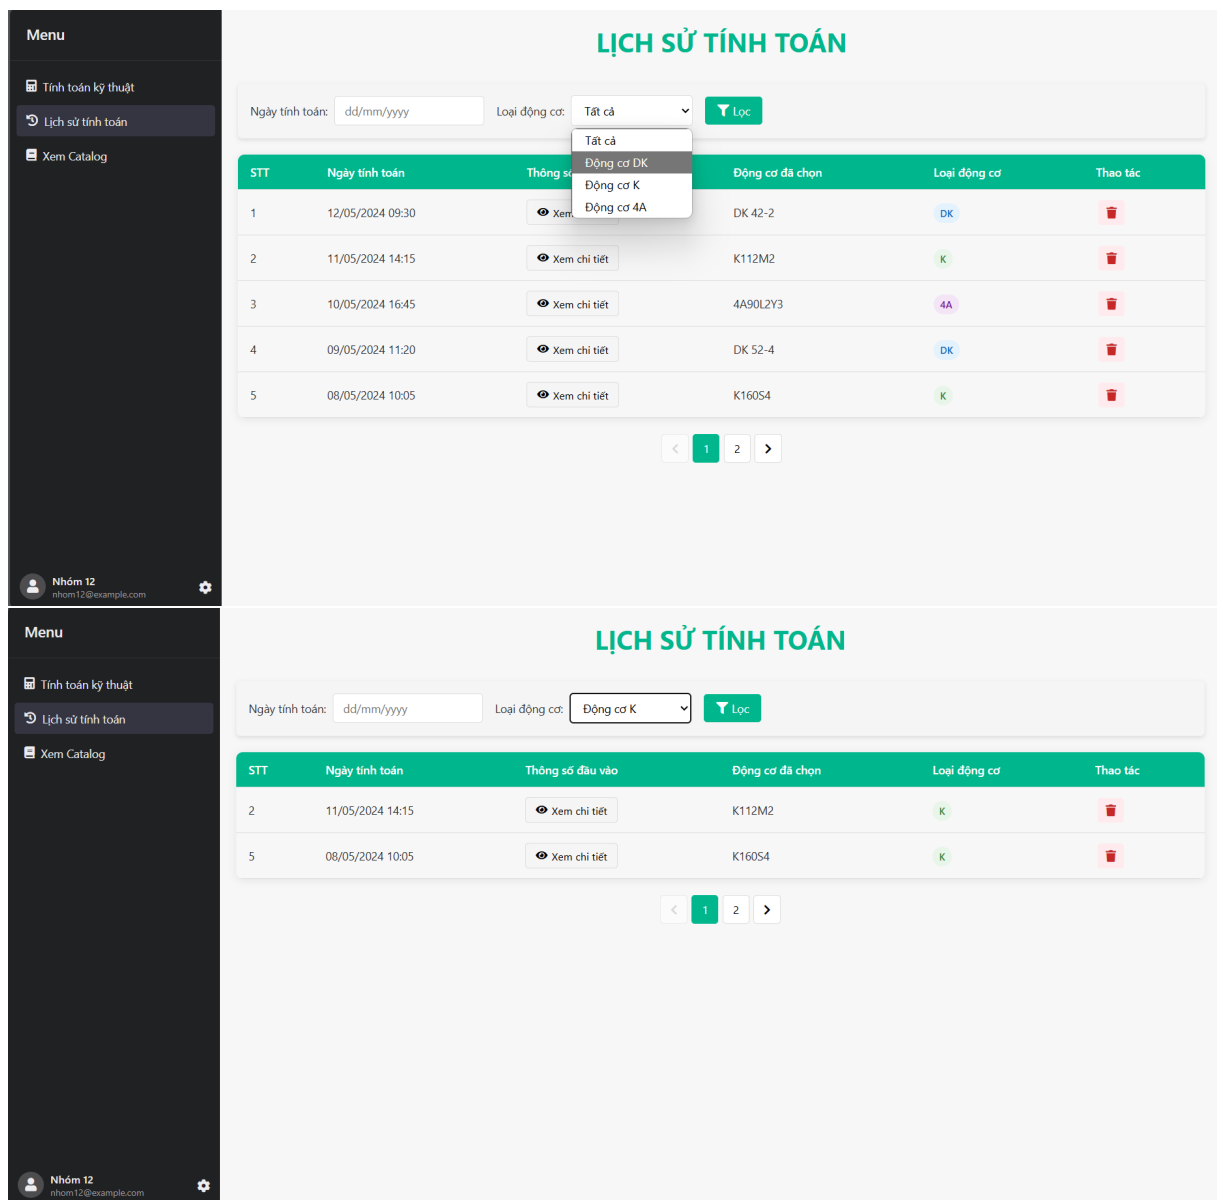 Menu
LỊCH SỬ TÍNH TOÁN
Tính toán kỹ thuật
Lịch sử tính toán
Xem Catalog
Ngày tính toán: dd/mm/yyyy Loại động cơ: Tất cả Lọc
Tất cả
Động cơ DK
Động cơ K
Động cơ 4A
STT Ngày tính toán Thông số Động cơ đã chọn Loại động cơ Thao tác
1 12/05/2024 09:30 Xem DK 42-2 DK
2 11/05/2024 14:15 Xem chi tiết K112M2 K
3 10/05/2024 16:45 Xem chi tiết 4A90L2Y3 4A
4 09/05/2024 11:20 Xem chi tiết DK 52-4 DK
5 08/05/2024 10:05 Xem chi tiết K160S4 K
1 2
Nhóm 12
nhom12@example.com
Menu
LỊCH SỬ TÍNH TOÁN
Tính toán kỹ thuật
Lịch sử tính toán
Xem Catalog
Ngày tính toán: dd/mm/yyyy Loại động cơ: Động cơ K Lọc
STT Ngày tính toán Thông số đầu vào Động cơ đã chọn Loại động cơ Thao tác
2 11/05/2024 14:15 Xem chi tiết K112M2 K
5 08/05/2024 10:05 Xem chi tiết K160S4 K
1 2
Nhóm 12
nhom12@example.com